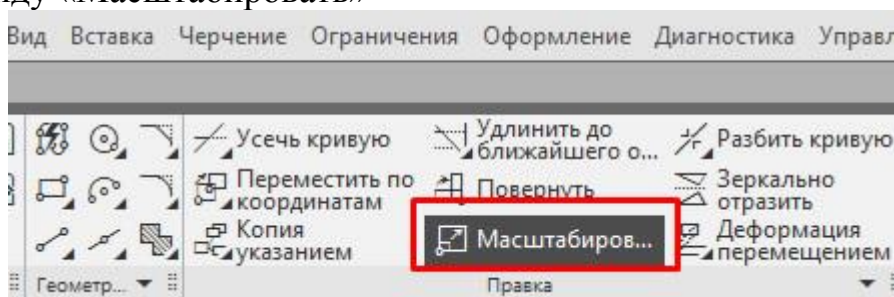 «Масштабировать»
Вид Вставка Черчение Ограничения Оформление Диагностика Управл
Усечь кривую Удлинить до ближайшего о... Разбить кривую
Переместить по координатам Повернуть Зеркально отразить
Копия указанием Масштабиров... Деформация перемещением
Геометр... Правка